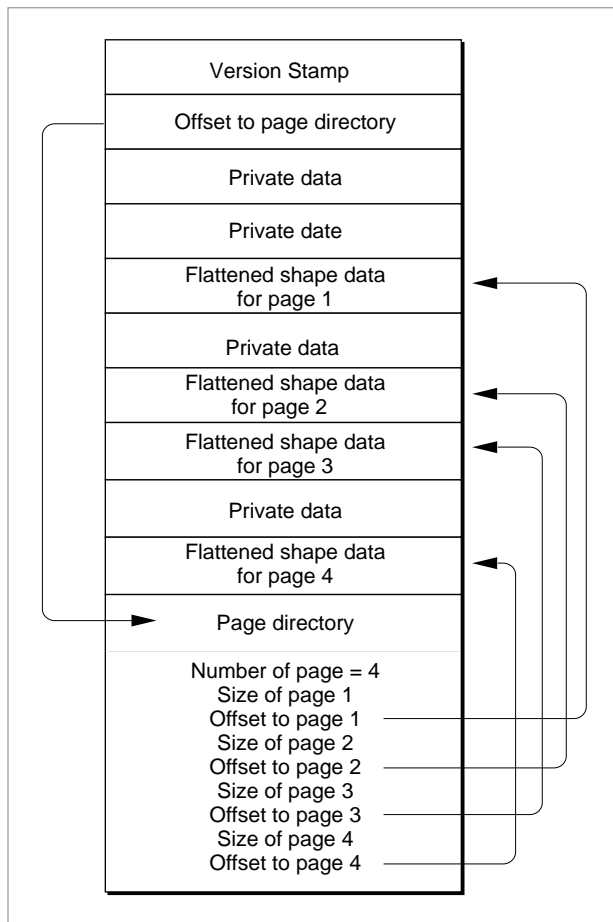 Version Stamp
Offset to page directory
Private data
Private date
Flattened shape data
for page 1
Private data
Flattened shape data
for page 2
Flattened shape data
for page 3
Private data
Flattened shape data
for page 4
Page directory
Number of page = 4
Size of page 1
Offset to page 1
Size of page 2
Offset to page 2
Size of page 3
Offset to page 3
Size of page 4
Offset to page 4